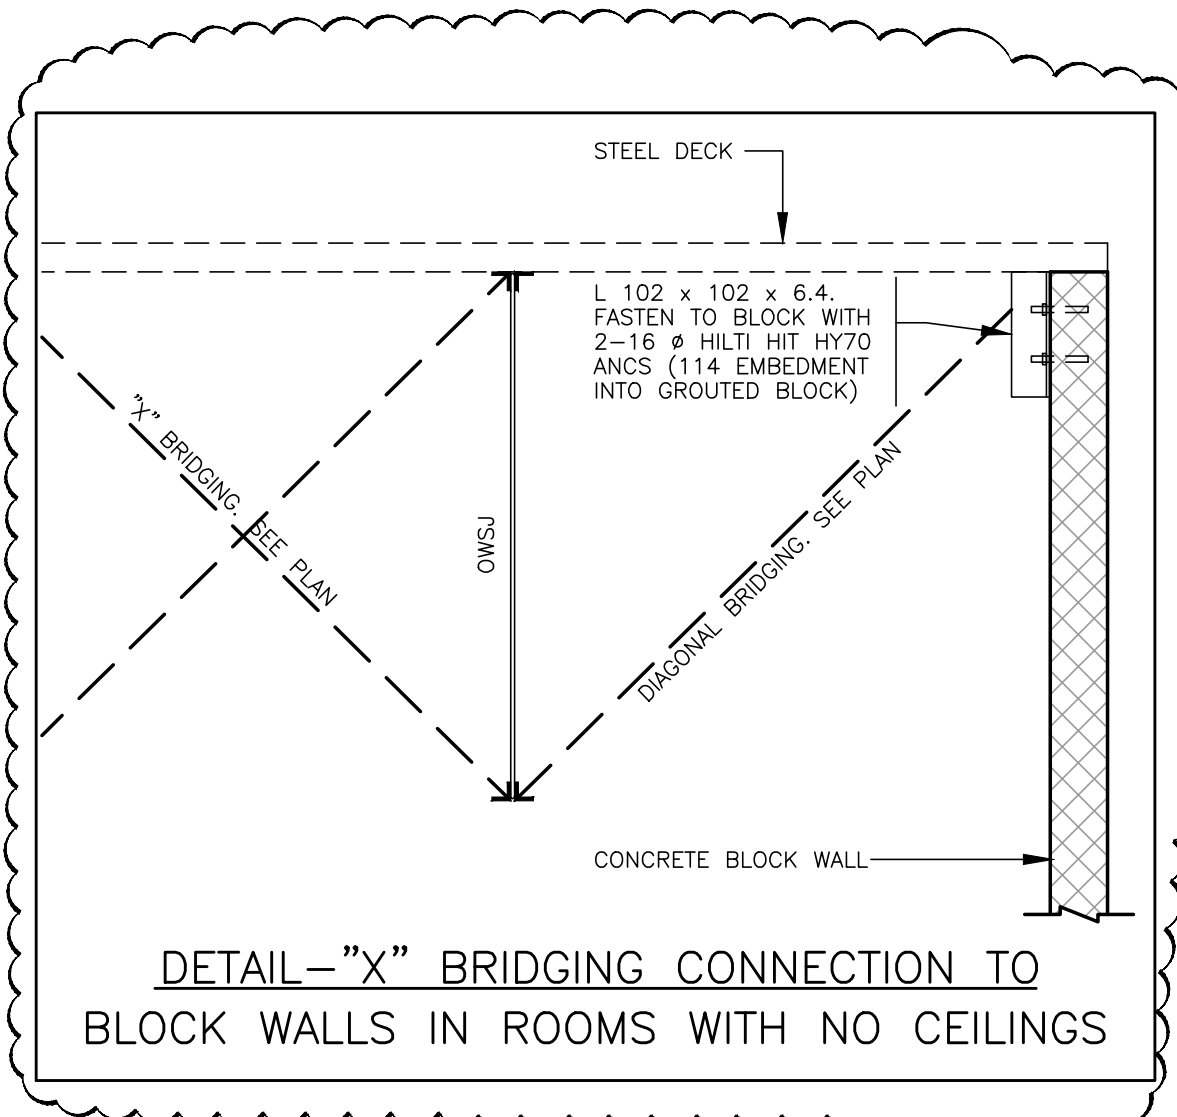 STEEL DECK
L 102 x 102 x 6.4.
FASTEN TO BLOCK WITH
2-16 ø HILTI HIT HY70
ANCS (114 EMBEDMENT
INTO GROUTED BLOCK)
"X" BRIDGING. SEE PLAN
OWSJ
DIAGONAL BRIDGING. SEE PLAN
CONCRETE BLOCK WALL
DETAIL-"X" BRIDGING CONNECTION TO
BLOCK WALLS IN ROOMS WITH NO CEILINGS